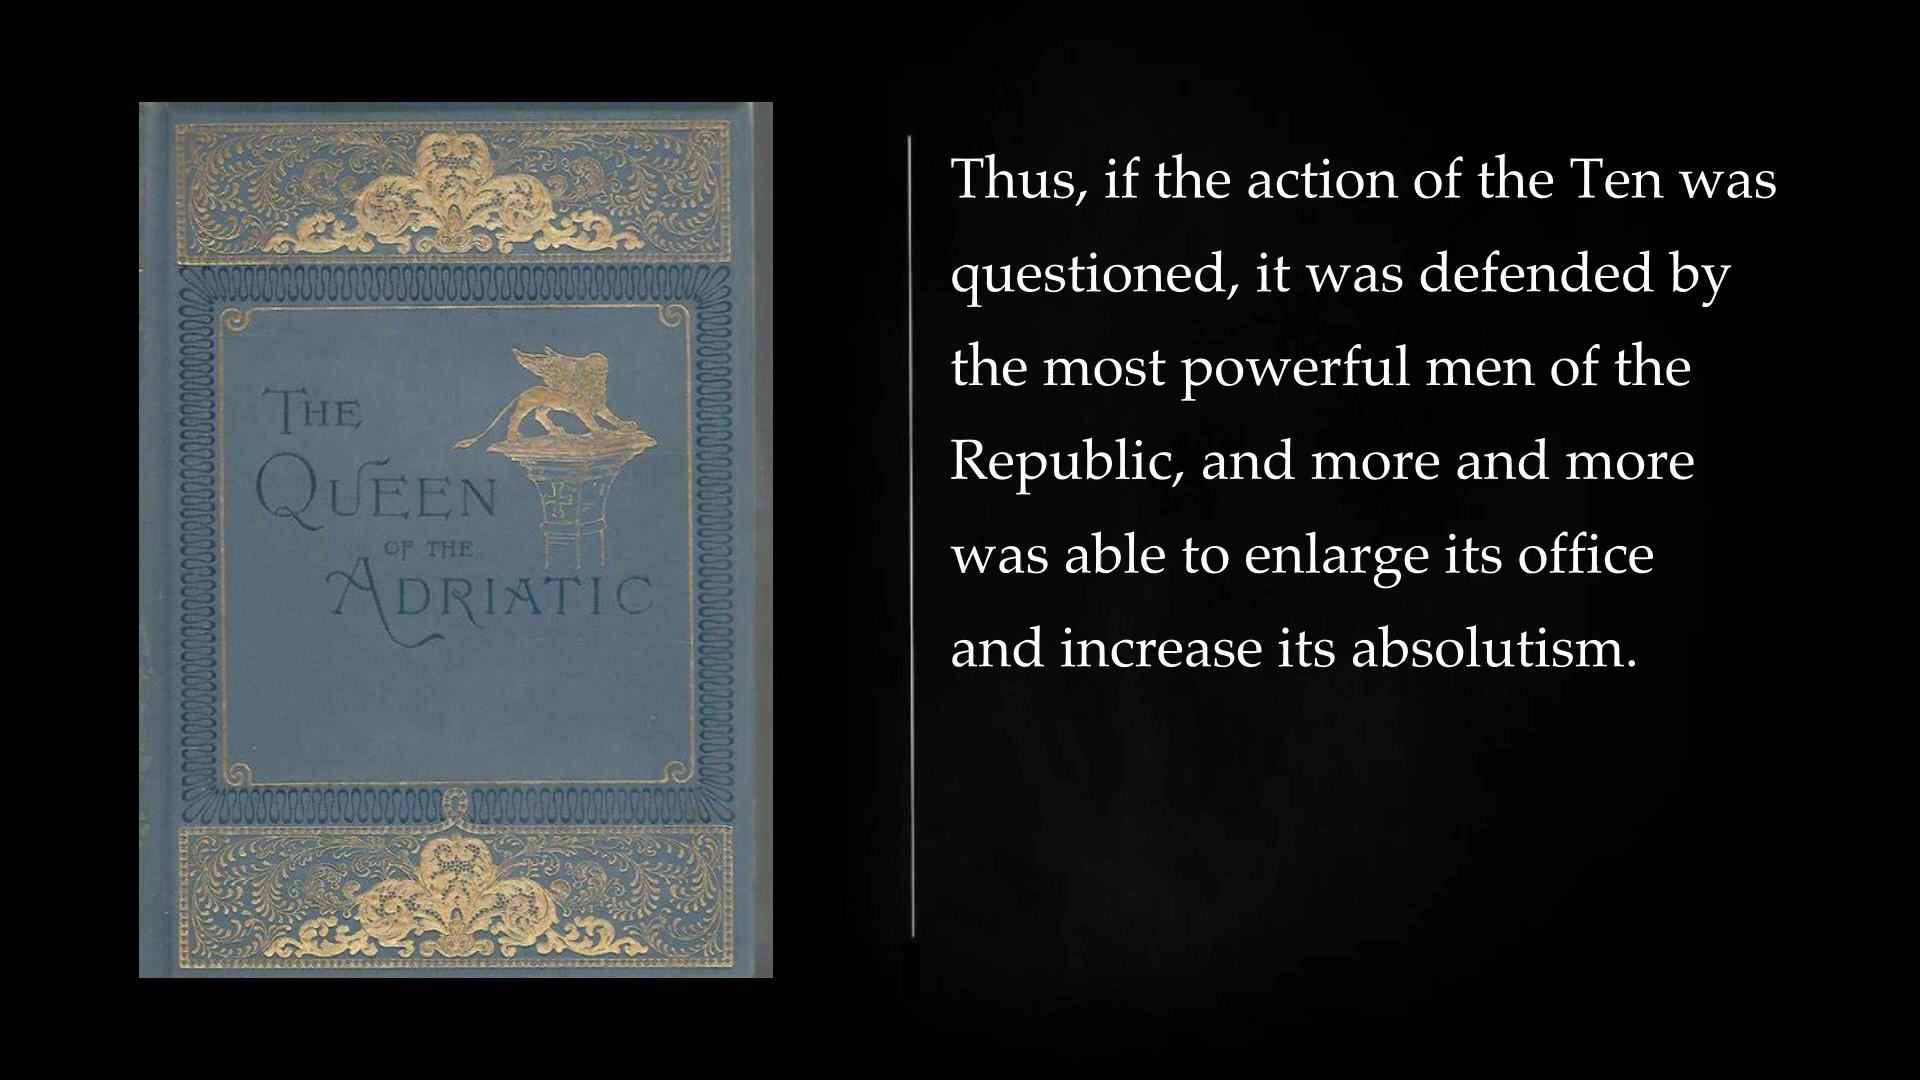 THE
QUEEN
OF THE
ADRIATIC
Thus, if the action of the Ten was
questioned, it was defended by
the most powerful men of the
Republic, and more and more
was able to enlarge its office
and increase its absolutism.